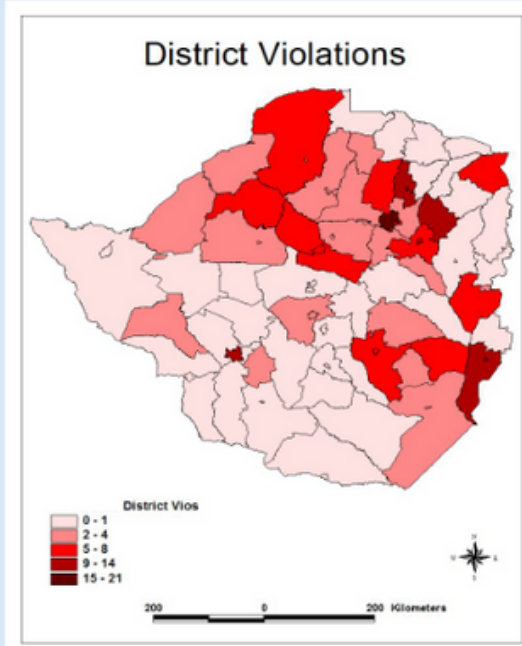 District Violations
District Vios
0 - 1
2 - 4
5 - 8
9 - 14
15 - 21
N
S
200 0 200 Kilometers